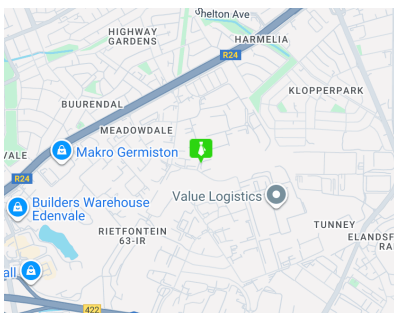 Shelton Ave
HIGHWAY
GARDENS
HARMELIA
R24
KLOPPERPARK
BUURENDAL
MEADOWDALE
VALE
Makro Germiston
R24
Value Logistics
Builders Warehouse
Edenvale
TUNNEY
RIETFONTEIN
63-IR
ELANDSF
RA
all
422